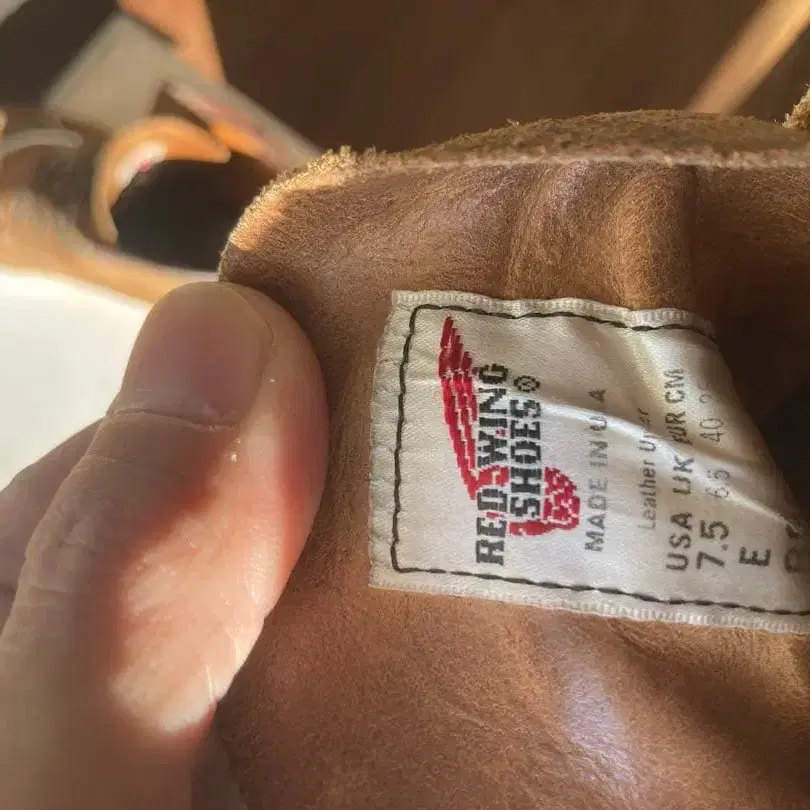 RED WING
SHOES®
MADE IN U.S.A
Leather Upper
USA UK EUR CM
7.5 6.5 40
E